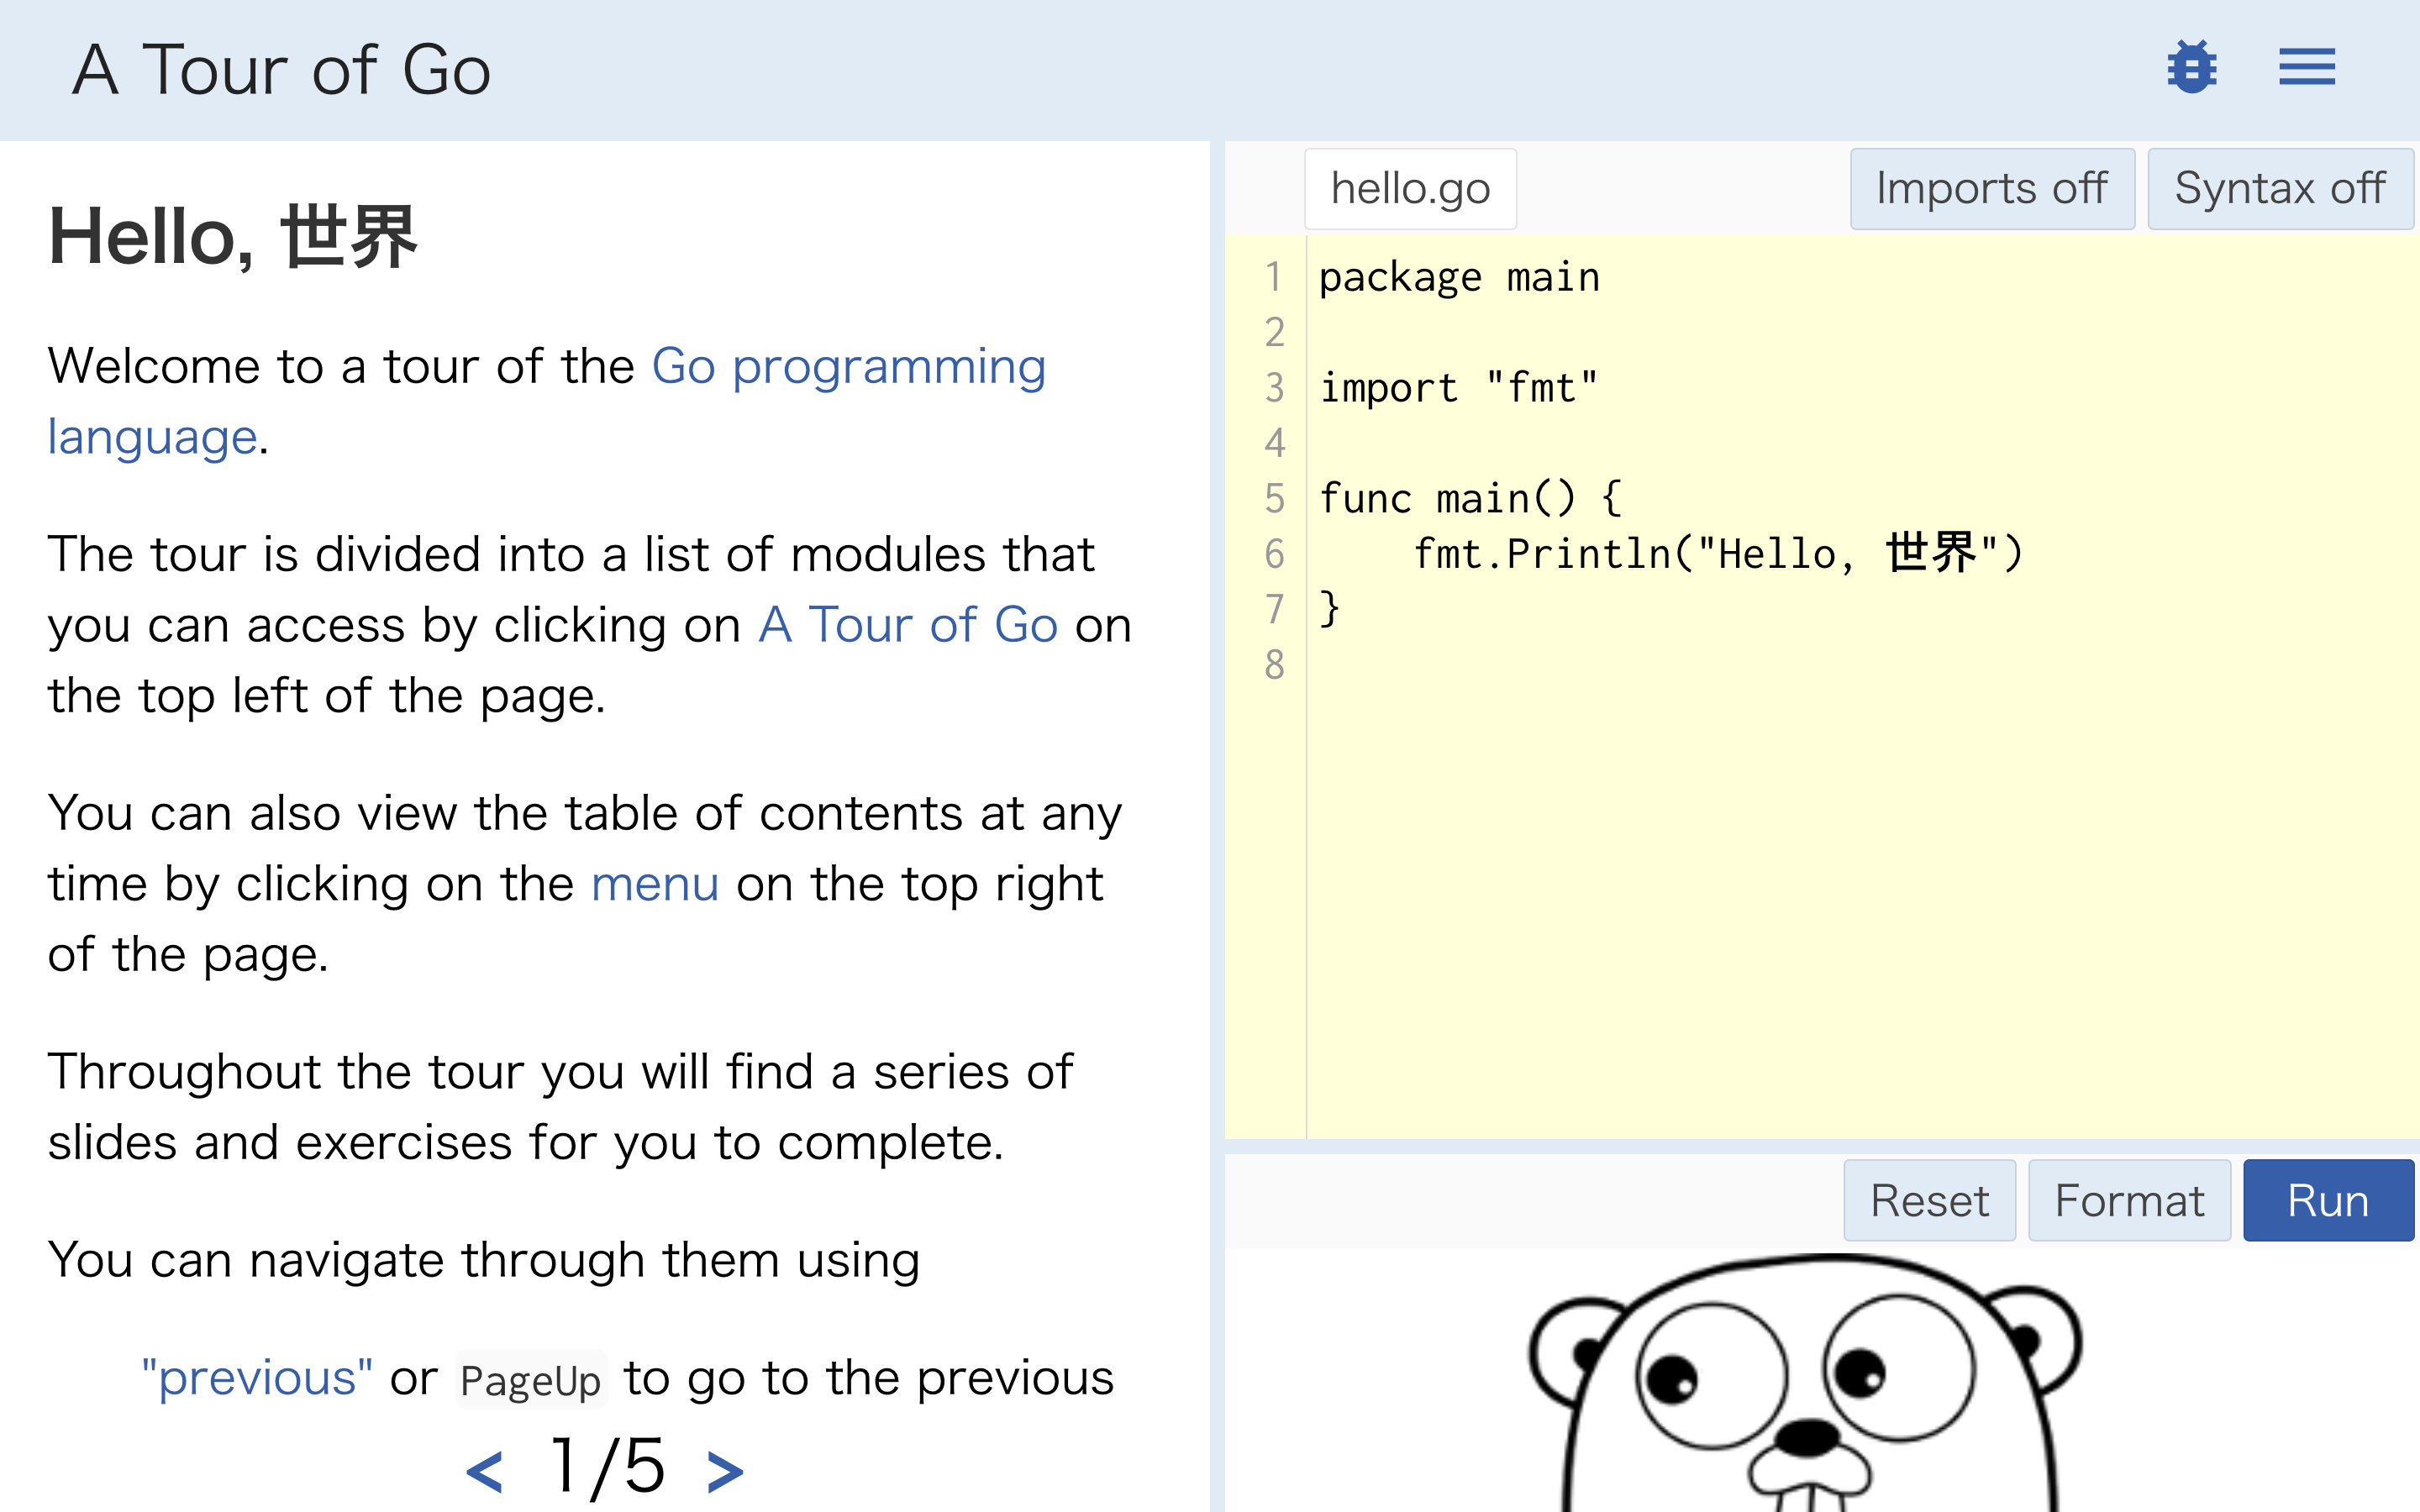 A Tour of Go
Hello, 世界
Welcome to a tour of the Go programming
language.
The tour is divided into a list of modules that
you can access by clicking on A Tour of Go on
the top left of the page.
You can also view the table of contents at any
time by clicking on the menu on the top right
of the page.
Throughout the tour you will find a series of
slides and exercises for you to complete.
You can navigate through them using
"previous" or PageUp to go to the previous
< 1/5 >
hello.go
Imports off
Syntax off
1 package main
2
3 import "fmt"
4
5 func main() {
6     fmt.Println("Hello, 世界")
7 }
8
Reset
Format
Run